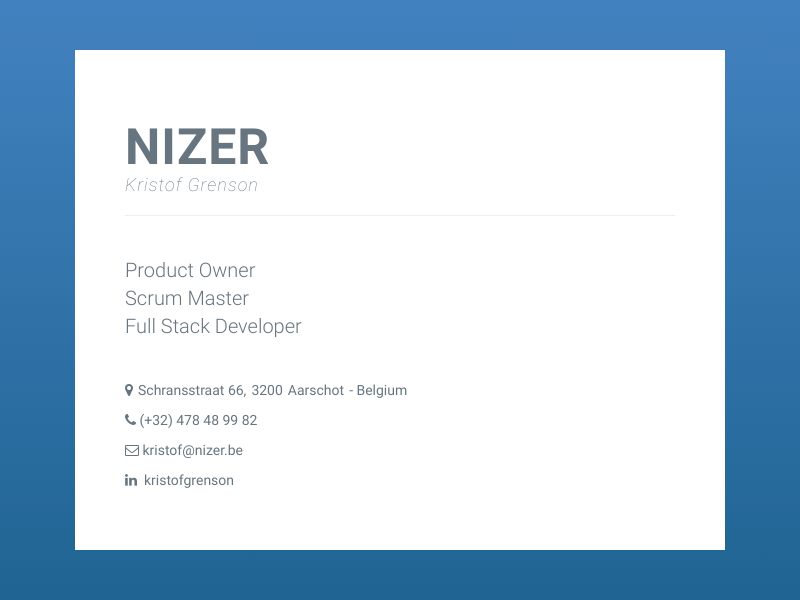 NIZER
Kristof Grenson
Product Owner
Scrum Master
Full Stack Developer
Schransstraat 66, 3200 Aarschot - Belgium
(+32) 478 48 99 82
kristof@nizer.be
in kristofgrenson